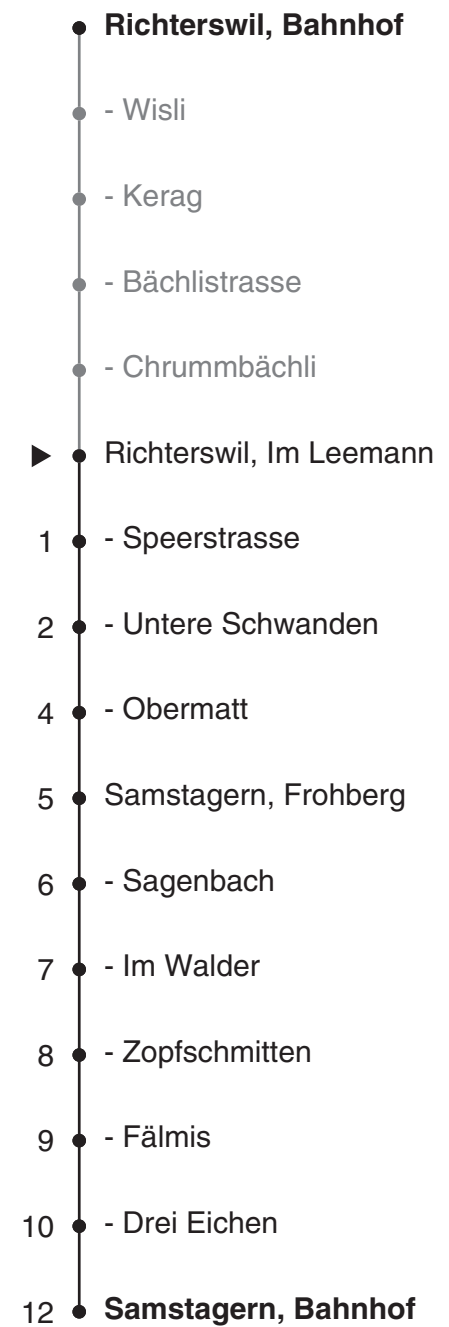 Richterswil, Bahnhof
- Wisli
- Kerag
- Bächlistrasse
- Chrummbächli
Richterswil, Im Leemann
1 - Speerstrasse
2 - Untere Schwanden
4 - Obermatt
5 Samstagern, Frohberg
6 - Sagenbach
7 - Im Walder
8 - Zopfschmitten
9 - Fälmis
10 - Drei Eichen
12 Samstagern, Bahnhof